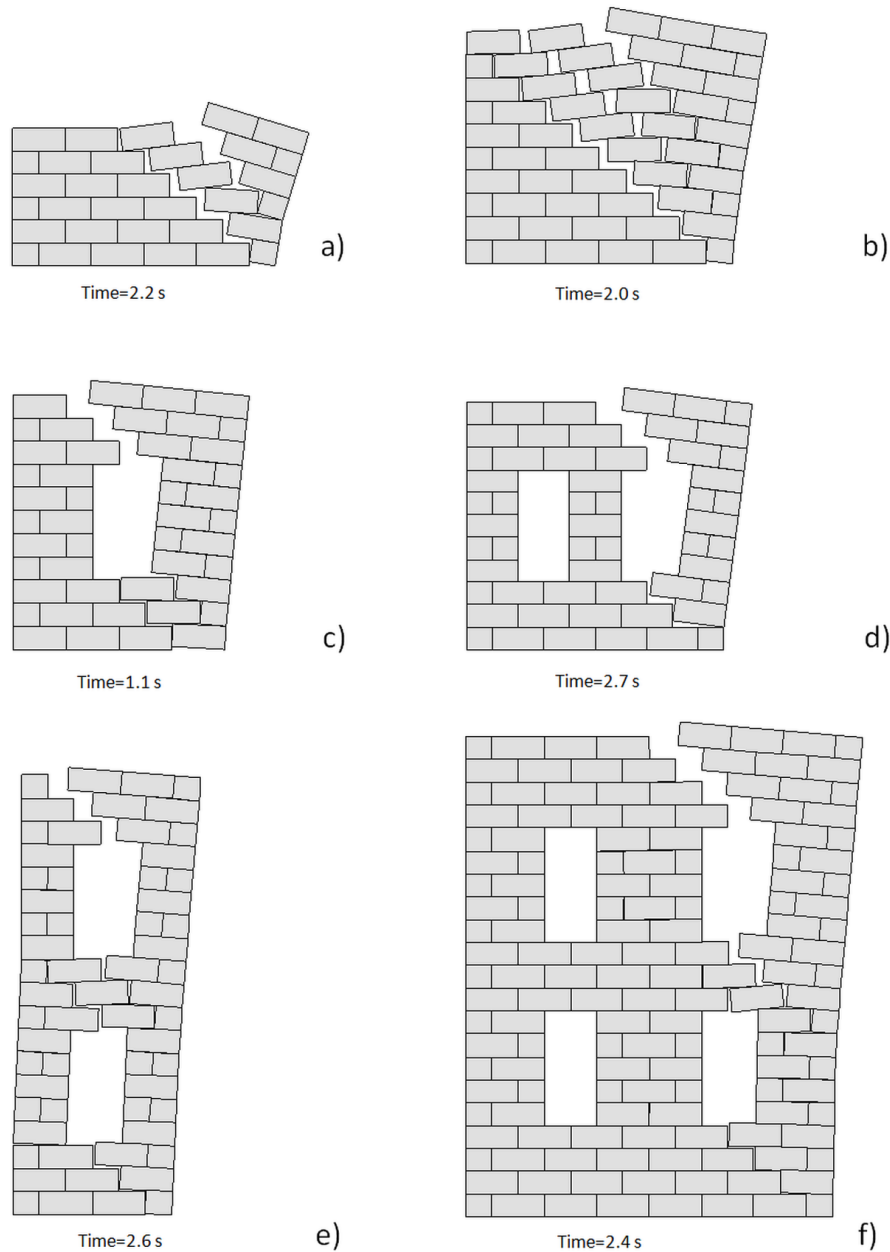 a)
Time=2.2 s
b)
Time=2.0 s
c)
Time=1.1 s
d)
Time=2.7 s
e)
Time=2.6 s
f)
Time=2.4 s